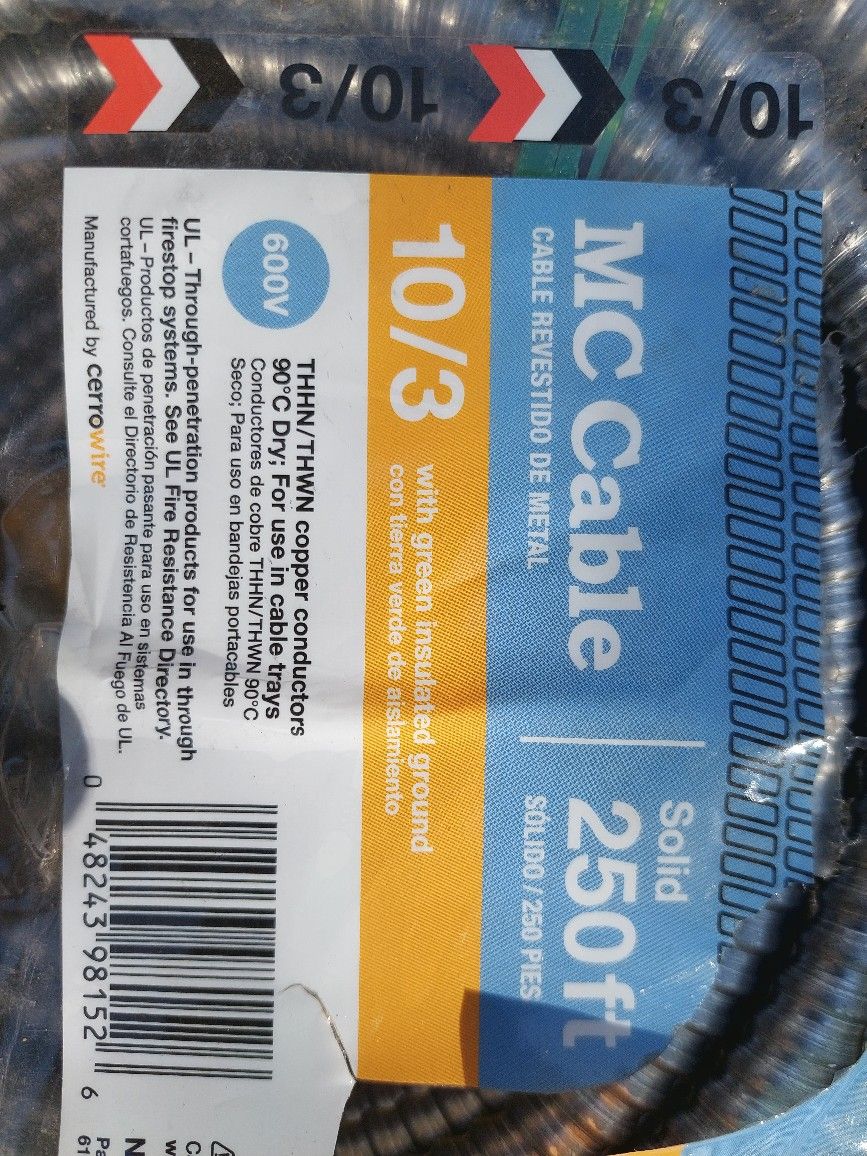 10/3
10/3
10/3
MC Cable
CABLE REVESTIDO DE METAL
Solid
250ft
SÓLIDO / 250 PIES
10/3
with green insulated ground
con tierra verde de aislamiento
600V
THHN/THWN copper conductors
90°C Dry; For use in cable trays
Conductores de cobre THHN/THWN 90°C
Seco; Para uso en bandejas portacables
UL – Through-penetration products for use in through
firestop systems. See UL Fire Resistance Directory.
UL – Productos de penetración pasante para uso en sistemas
cortafuegos. Consulte el Directorio de Resistencia Al Fuego de UL.
Manufactured by cerrowire
0 48243 98152 6